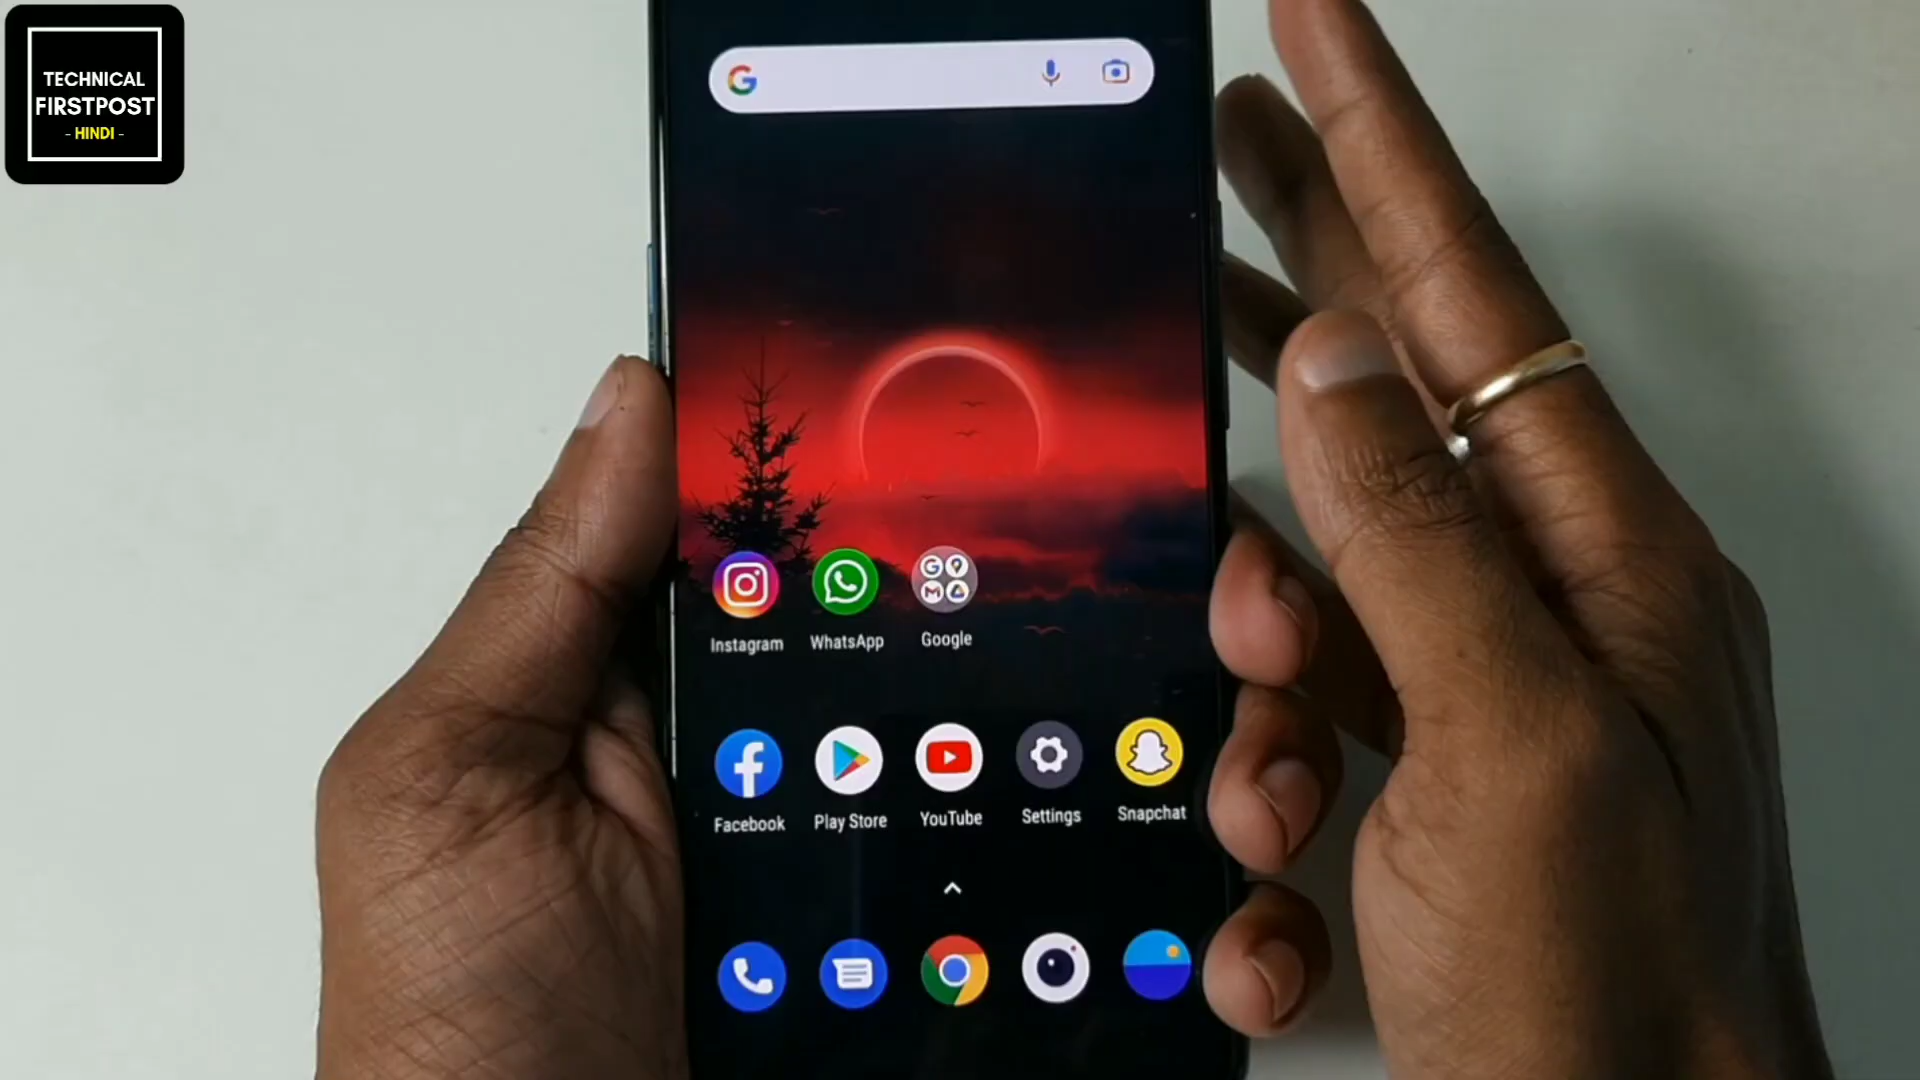 TECHNICAL
FIRSTPOST
- HINDI -
Instagram
WhatsApp
Google
Facebook
Play Store
YouTube
Settings
Snapchat